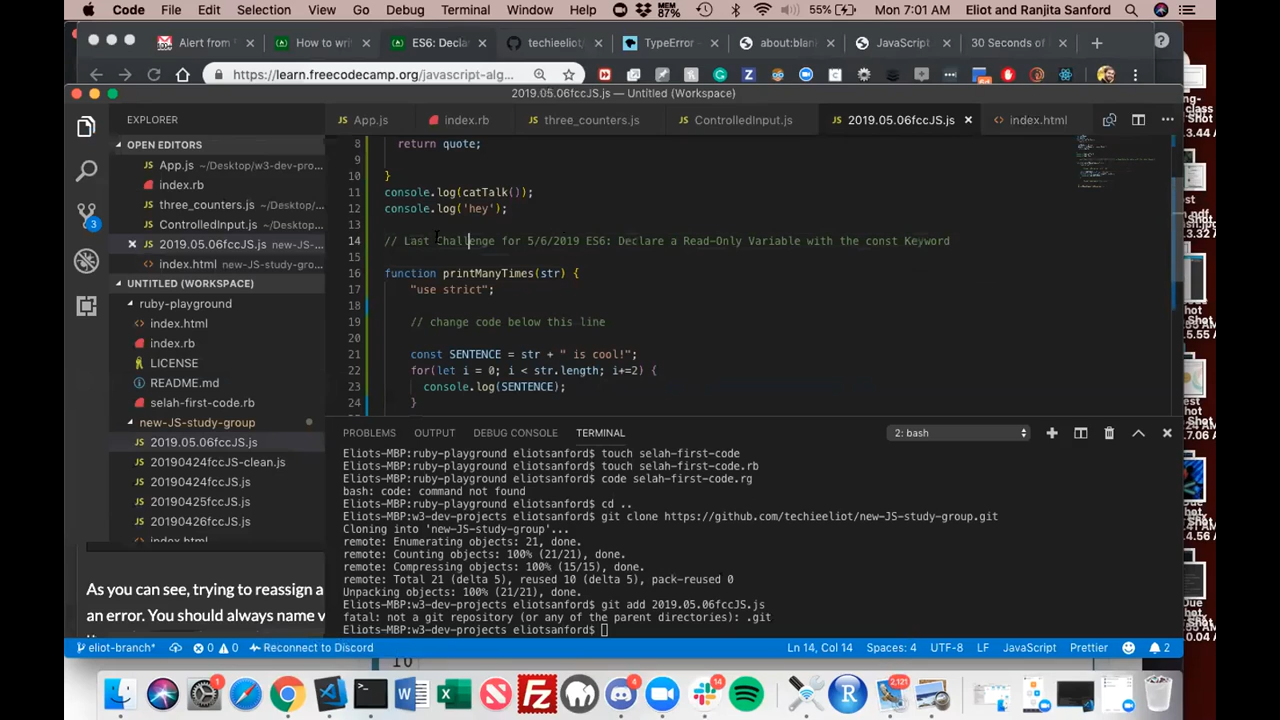 Code File Edit Selection View Go Debug Terminal Window Help MEM 87% 55% Mon 7:01 AM Eliot and Ranjita Sanford
Alert from How to wri ES6: Decla techieeliot/ TypeError - about:blan JavaScript 30 Seconds of
https://learn.freecodecamp.org/javascript-alg...
2019.05.06fccJS.js — Untitled (Workspace)
EXPLORER
App.js index.rb three_counters.js ControlledInput.js 2019.05.06fccJS.js index.html
OPEN EDITORS
App.js ~/Desktop/w3-dev-pro...
index.rb
three_counters.js ~/Desktop...
ControlledInput.js ~/Deskto...
2019.05.06fccJS.js new-JS-...
index.html new-JS-study-gro...
UNTITLED (WORKSPACE)
ruby-playground
index.html
index.rb
LICENSE
README.md
selah-first-code.rb
new-JS-study-group
2019.05.06fccJS.js
20190424fccJS-clean.js
20190424fccJS.js
20190425fccJS.js
20190426fccJS.js
index.html
8 return quote;
9
10 }
11 console.log(catTalk());
12 console.log('hey');
13
14 // Last Challenge for 5/6/2019 ES6: Declare a Read-Only Variable with the const Keyword
15
16 function printManyTimes(str) {
17 "use strict";
18
19 // change code below this line
20
21 const SENTENCE = str + " is cool!";
22 for(let i = 0; i < str.length; i+=2) {
23 console.log(SENTENCE);
24 }
PROBLEMS OUTPUT DEBUG CONSOLE TERMINAL 2: bash
Eliots-MBP:ruby-playground eliotsanford$ touch selah-first-code
Eliots-MBP:ruby-playground eliotsanford$ touch selah-first-code.rb
Eliots-MBP:ruby-playground eliotsanford$ code selah-first-code.rg
bash: code: command not found
Eliots-MBP:ruby-playground eliotsanford$ cd ..
Eliots-MBP:w3-dev-projects eliotsanford$ git clone https://github.com/techieeliot/new-JS-study-group.git
Cloning into 'new-JS-study-group'...
remote: Enumerating objects: 21, done.
remote: Counting objects: 100% (21/21), done.
remote: Compressing objects: 100% (15/15), done.
remote: Total 21 (delta 5), reused 10 (delta 5), pack-reused 0
Unpacking objects: 100% (21/21), done.
Eliots-MBP:w3-dev-projects eliotsanford$ git add 2019.05.06fccJS.js
fatal: not a git repository (or any of the parent directories): .git
Eliots-MBP:w3-dev-projects eliotsanford$
As you can see, trying to reassign a
an error. You should always name v
eliot-branch* 0 0 Reconnect to Discord Ln 14, Col 14 Spaces: 4 UTF-8 LF JavaScript Prettier 2
10